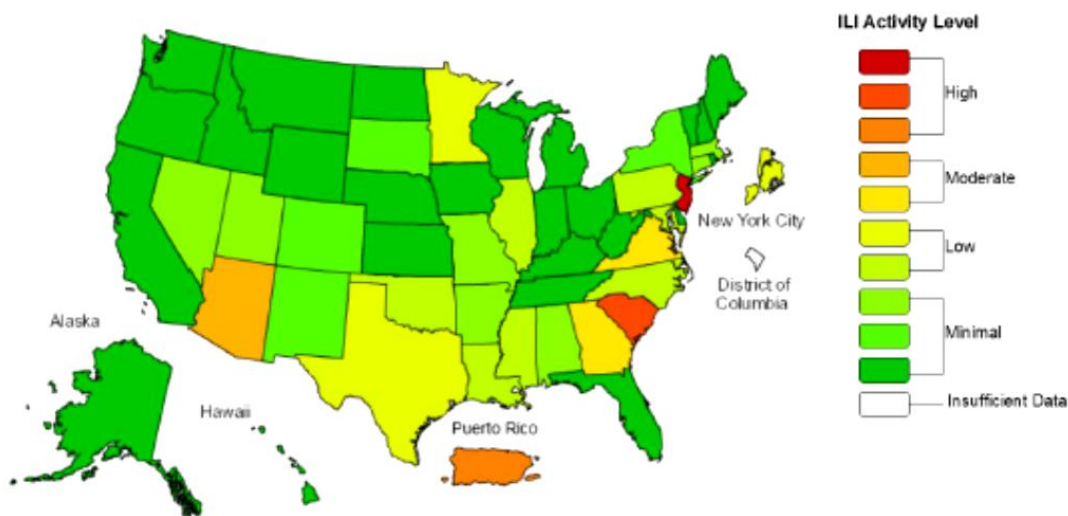 ILI Activity Level
High
Moderate
Low
Minimal
Insufficient Data
New York City
District of
Columbia
Alaska
Hawaii
Puerto Rico